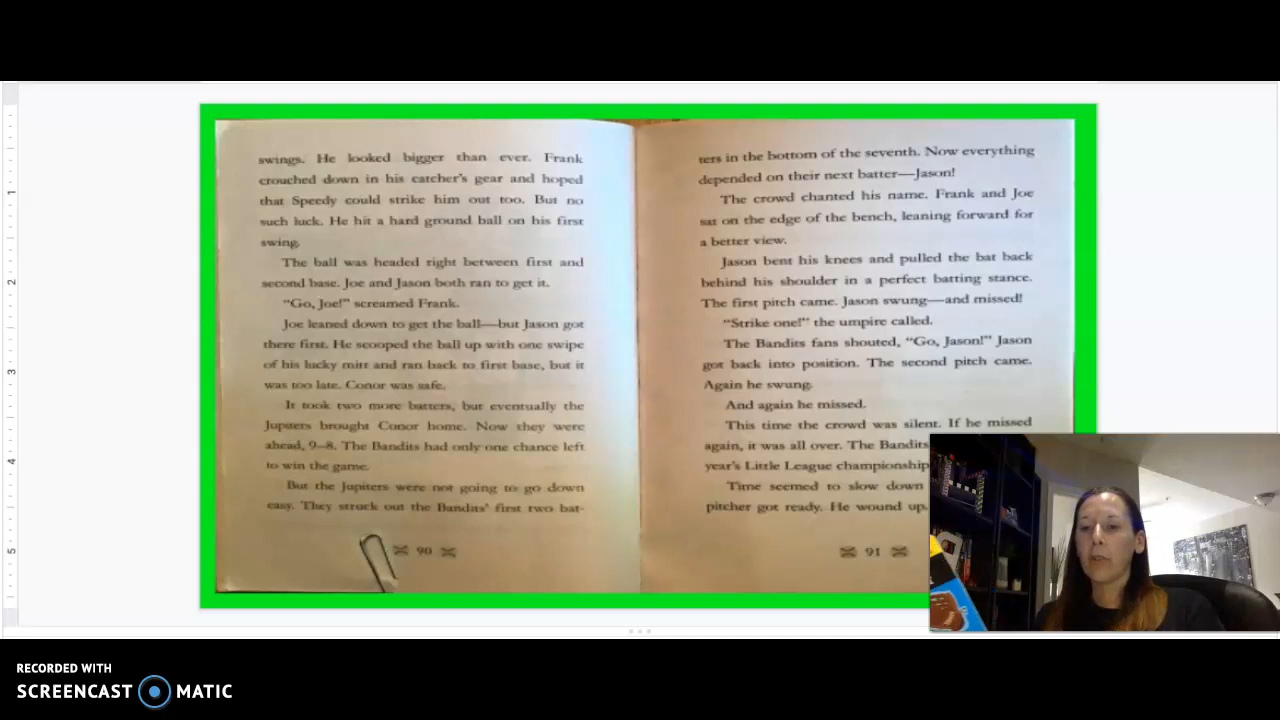 swings. He looked bigger than ever. Frank
crouched down in his catcher's gear and hoped
that Speedy could strike him out too. But no
such luck. He hit a hard ground ball on his first
swing.
The ball was headed right between first and
second base. Joe and Jason both ran to get it.
"Go, Joe!" screamed Frank.
Joe leaned down to get the ball—but Jason got
there first. He scooped the ball up with one swipe
of his lucky mitt and ran back to first base, but it
was too late. Conor was safe.
It took two more batters, but eventually the
Jupiters brought Conor home. Now they were
ahead, 9–8. The Bandits had only one chance left
to win the game.
But the Jupiters were not going to go down
easy. They struck out the Bandits' first two bat-
90
ters in the bottom of the seventh. Now everything
depended on their next batter—Jason!
The crowd chanted his name. Frank and Joe
sat on the edge of the bench, leaning forward for
a better view.
Jason bent his knees and pulled the bat back
behind his shoulder in a perfect batting stance.
The first pitch came. Jason swung—and missed!
"Strike one!" the umpire called.
The Bandits fans shouted, "Go, Jason!" Jason
got back into position. The second pitch came.
Again he swung.
And again he missed.
This time the crowd was silent. If he missed
again, it was all over. The Bandits
year's Little League championship
Time seemed to slow down
pitcher got ready. He wound up.
91
1
2
3
4
5
RECORDED WITH
SCREENCAST MATIC